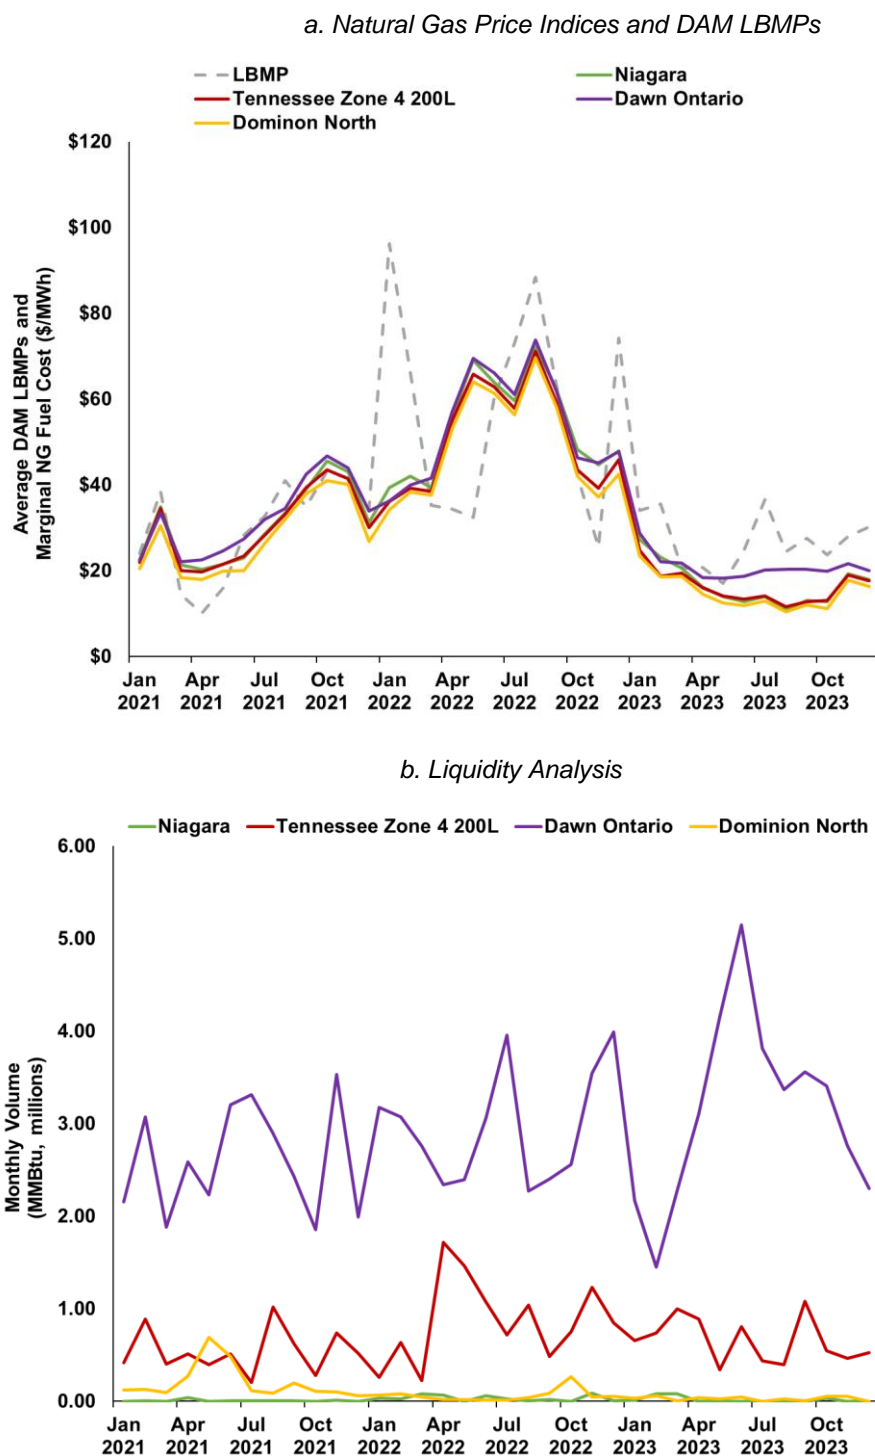 a. Natural Gas Price Indices and DAM LBMPs
LBMP Niagara
Tennessee Zone 4 200L Dawn Ontario
Dominon North
Average DAM LBMPs and
Marginal NG Fuel Cost ($/MWh)
$120
$100
$80
$60
$40
$20
$0
Jan Apr Jul Oct Jan Apr Jul Oct Jan Apr Jul Oct
2021 2021 2021 2021 2022 2022 2022 2022 2023 2023 2023 2023
b. Liquidity Analysis
Niagara Tennessee Zone 4 200L Dawn Ontario Dominion North
Monthly Volume
(MMBtu, millions)
6.00
5.00
4.00
3.00
2.00
1.00
0.00
Jan Apr Jul Oct Jan Apr Jul Oct Jan Apr Jul Oct
2021 2021 2021 2021 2022 2022 2022 2022 2023 2023 2023 2023